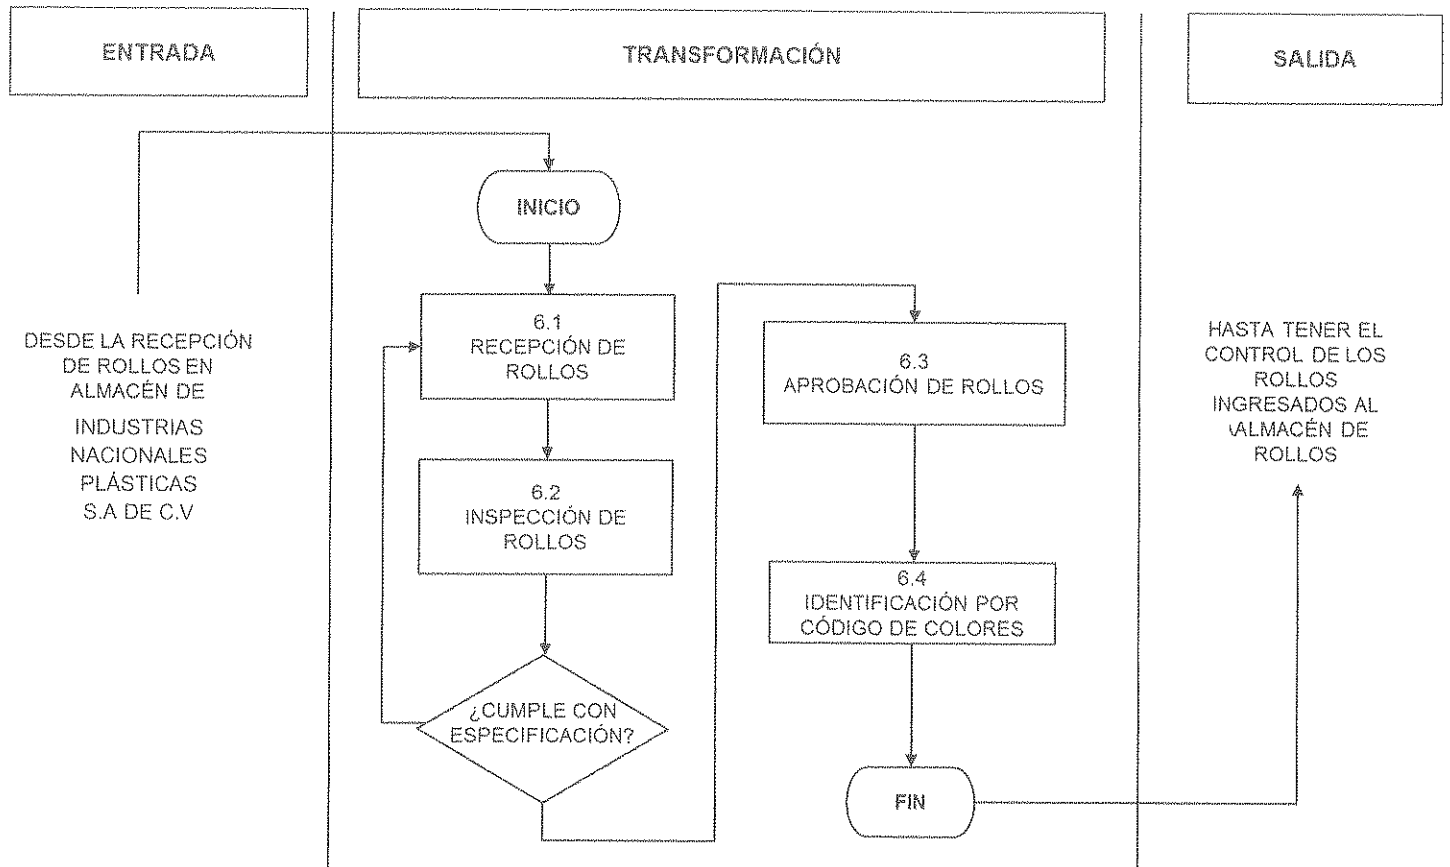 ENTRADA
TRANSFORMACIÓN
SALIDA
DESDE LA RECEPCIÓN
DE ROLLOS EN
ALMACÉN DE
INDUSTRIAS
NACIONALES
PLÁSTICAS
S.A DE C.V
INICIO
6.1
RECEPCIÓN DE
ROLLOS
6.2
INSPECCIÓN DE
ROLLOS
¿CUMPLE CON
ESPECIFICACIÓN?
6.3
APROBACIÓN DE ROLLOS
6.4
IDENTIFICACIÓN POR
CÓDIGO DE COLORES
FIN
HASTA TENER EL
CONTROL DE LOS
ROLLOS
INGRESADOS AL
ALMACÉN DE
ROLLOS